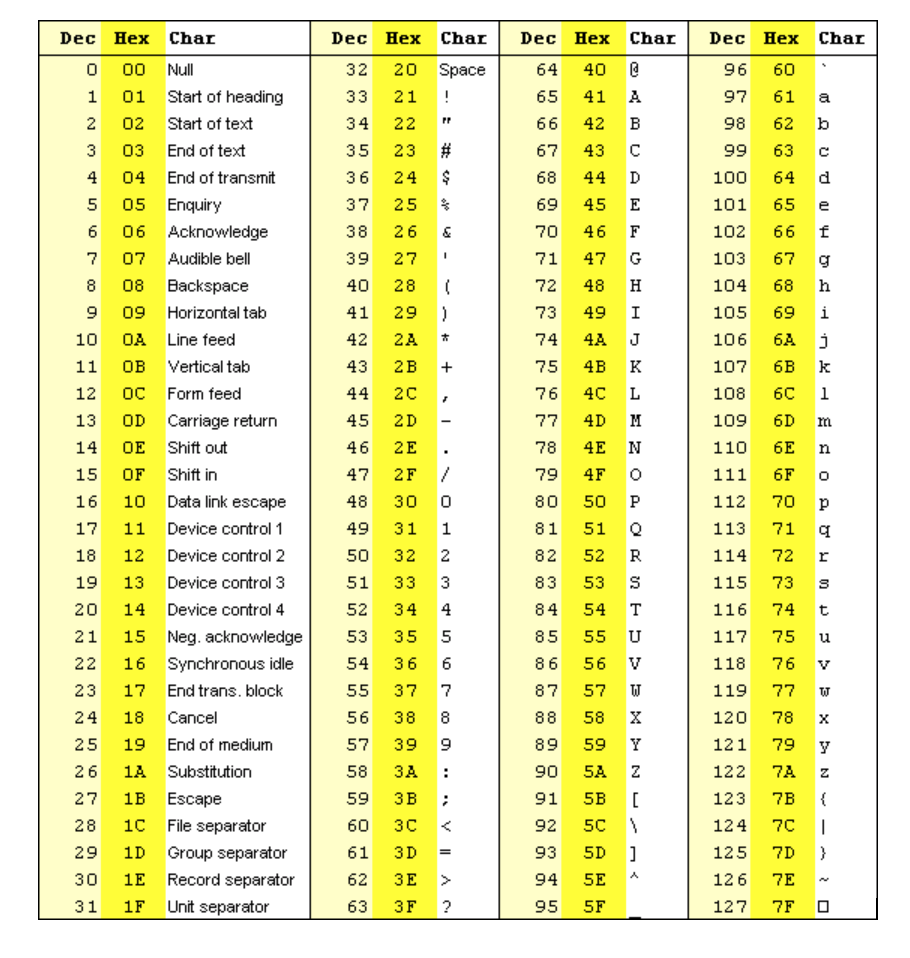 Dec Hex Char Dec Hex Char Dec Hex Char Dec Hex Char
0 00 Null 32 20 Space 64 40 @ 96 60 `
1 01 Start of heading 33 21 ! 65 41 A 97 61 a
2 02 Start of text 34 22 " 66 42 B 98 62 b
3 03 End of text 35 23 # 67 43 C 99 63 c
4 04 End of transmit 36 24 $ 68 44 D 100 64 d
5 05 Enquiry 37 25 % 69 45 E 101 65 e
6 06 Acknowledge 38 26 & 70 46 F 102 66 f
7 07 Audible bell 39 27 ' 71 47 G 103 67 g
8 08 Backspace 40 28 ( 72 48 H 104 68 h
9 09 Horizontal tab 41 29 ) 73 49 I 105 69 i
10 0A Line feed 42 2A * 74 4A J 106 6A j
11 0B Vertical tab 43 2B + 75 4B K 107 6B k
12 0C Form feed 44 2C , 76 4C L 108 6C l
13 0D Carriage return 45 2D - 77 4D M 109 6D m
14 0E Shift out 46 2E . 78 4E N 110 6E n
15 0F Shift in 47 2F / 79 4F O 111 6F o
16 10 Data link escape 48 30 0 80 50 P 112 70 p
17 11 Device control 1 49 31 1 81 51 Q 113 71 q
18 12 Device control 2 50 32 2 82 52 R 114 72 r
19 13 Device control 3 51 33 3 83 53 S 115 73 s
20 14 Device control 4 52 34 4 84 54 T 116 74 t
21 15 Neg. acknowledge 53 35 5 85 55 U 117 75 u
22 16 Synchronous idle 54 36 6 86 56 V 118 76 v
23 17 End trans. block 55 37 7 87 57 W 119 77 w
24 18 Cancel 56 38 8 88 58 X 120 78 x
25 19 End of medium 57 39 9 89 59 Y 121 79 y
26 1A Substitution 58 3A : 90 5A Z 122 7A z
27 1B Escape 59 3B ; 91 5B [ 123 7B {
28 1C File separator 60 3C < 92 5C \ 124 7C |
29 1D Group separator 61 3D = 93 5D ] 125 7D }
30 1E Record separator 62 3E > 94 5E ^ 126 7E ~
31 1F Unit separator 63 3F ? 95 5F _ 127 7F □